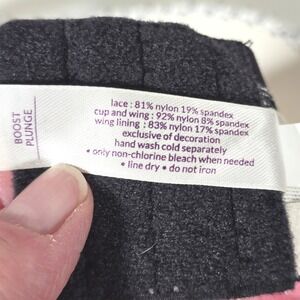 BOOST
PLUNGE
lace : 81% nylon 19% spandex
cup and wing : 92% nylon 8% spandex
wing lining : 83% nylon 17% spandex
exclusive of decoration
hand wash cold separately
• only non-chlorine bleach when needed
• line dry • do not iron